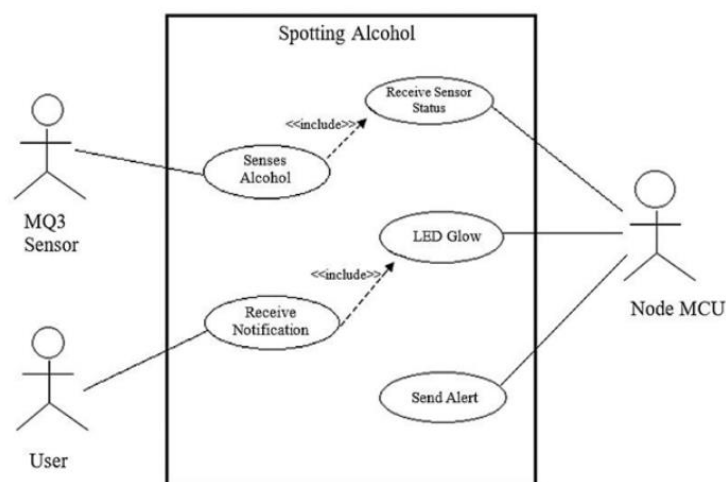 Spotting Alcohol
Receive Sensor
Status
<<include>>
Senses
Alcohol
MQ3
Sensor
LED Glow
<<include>>
Node MCU
Receive
Notification
Send Alert
User